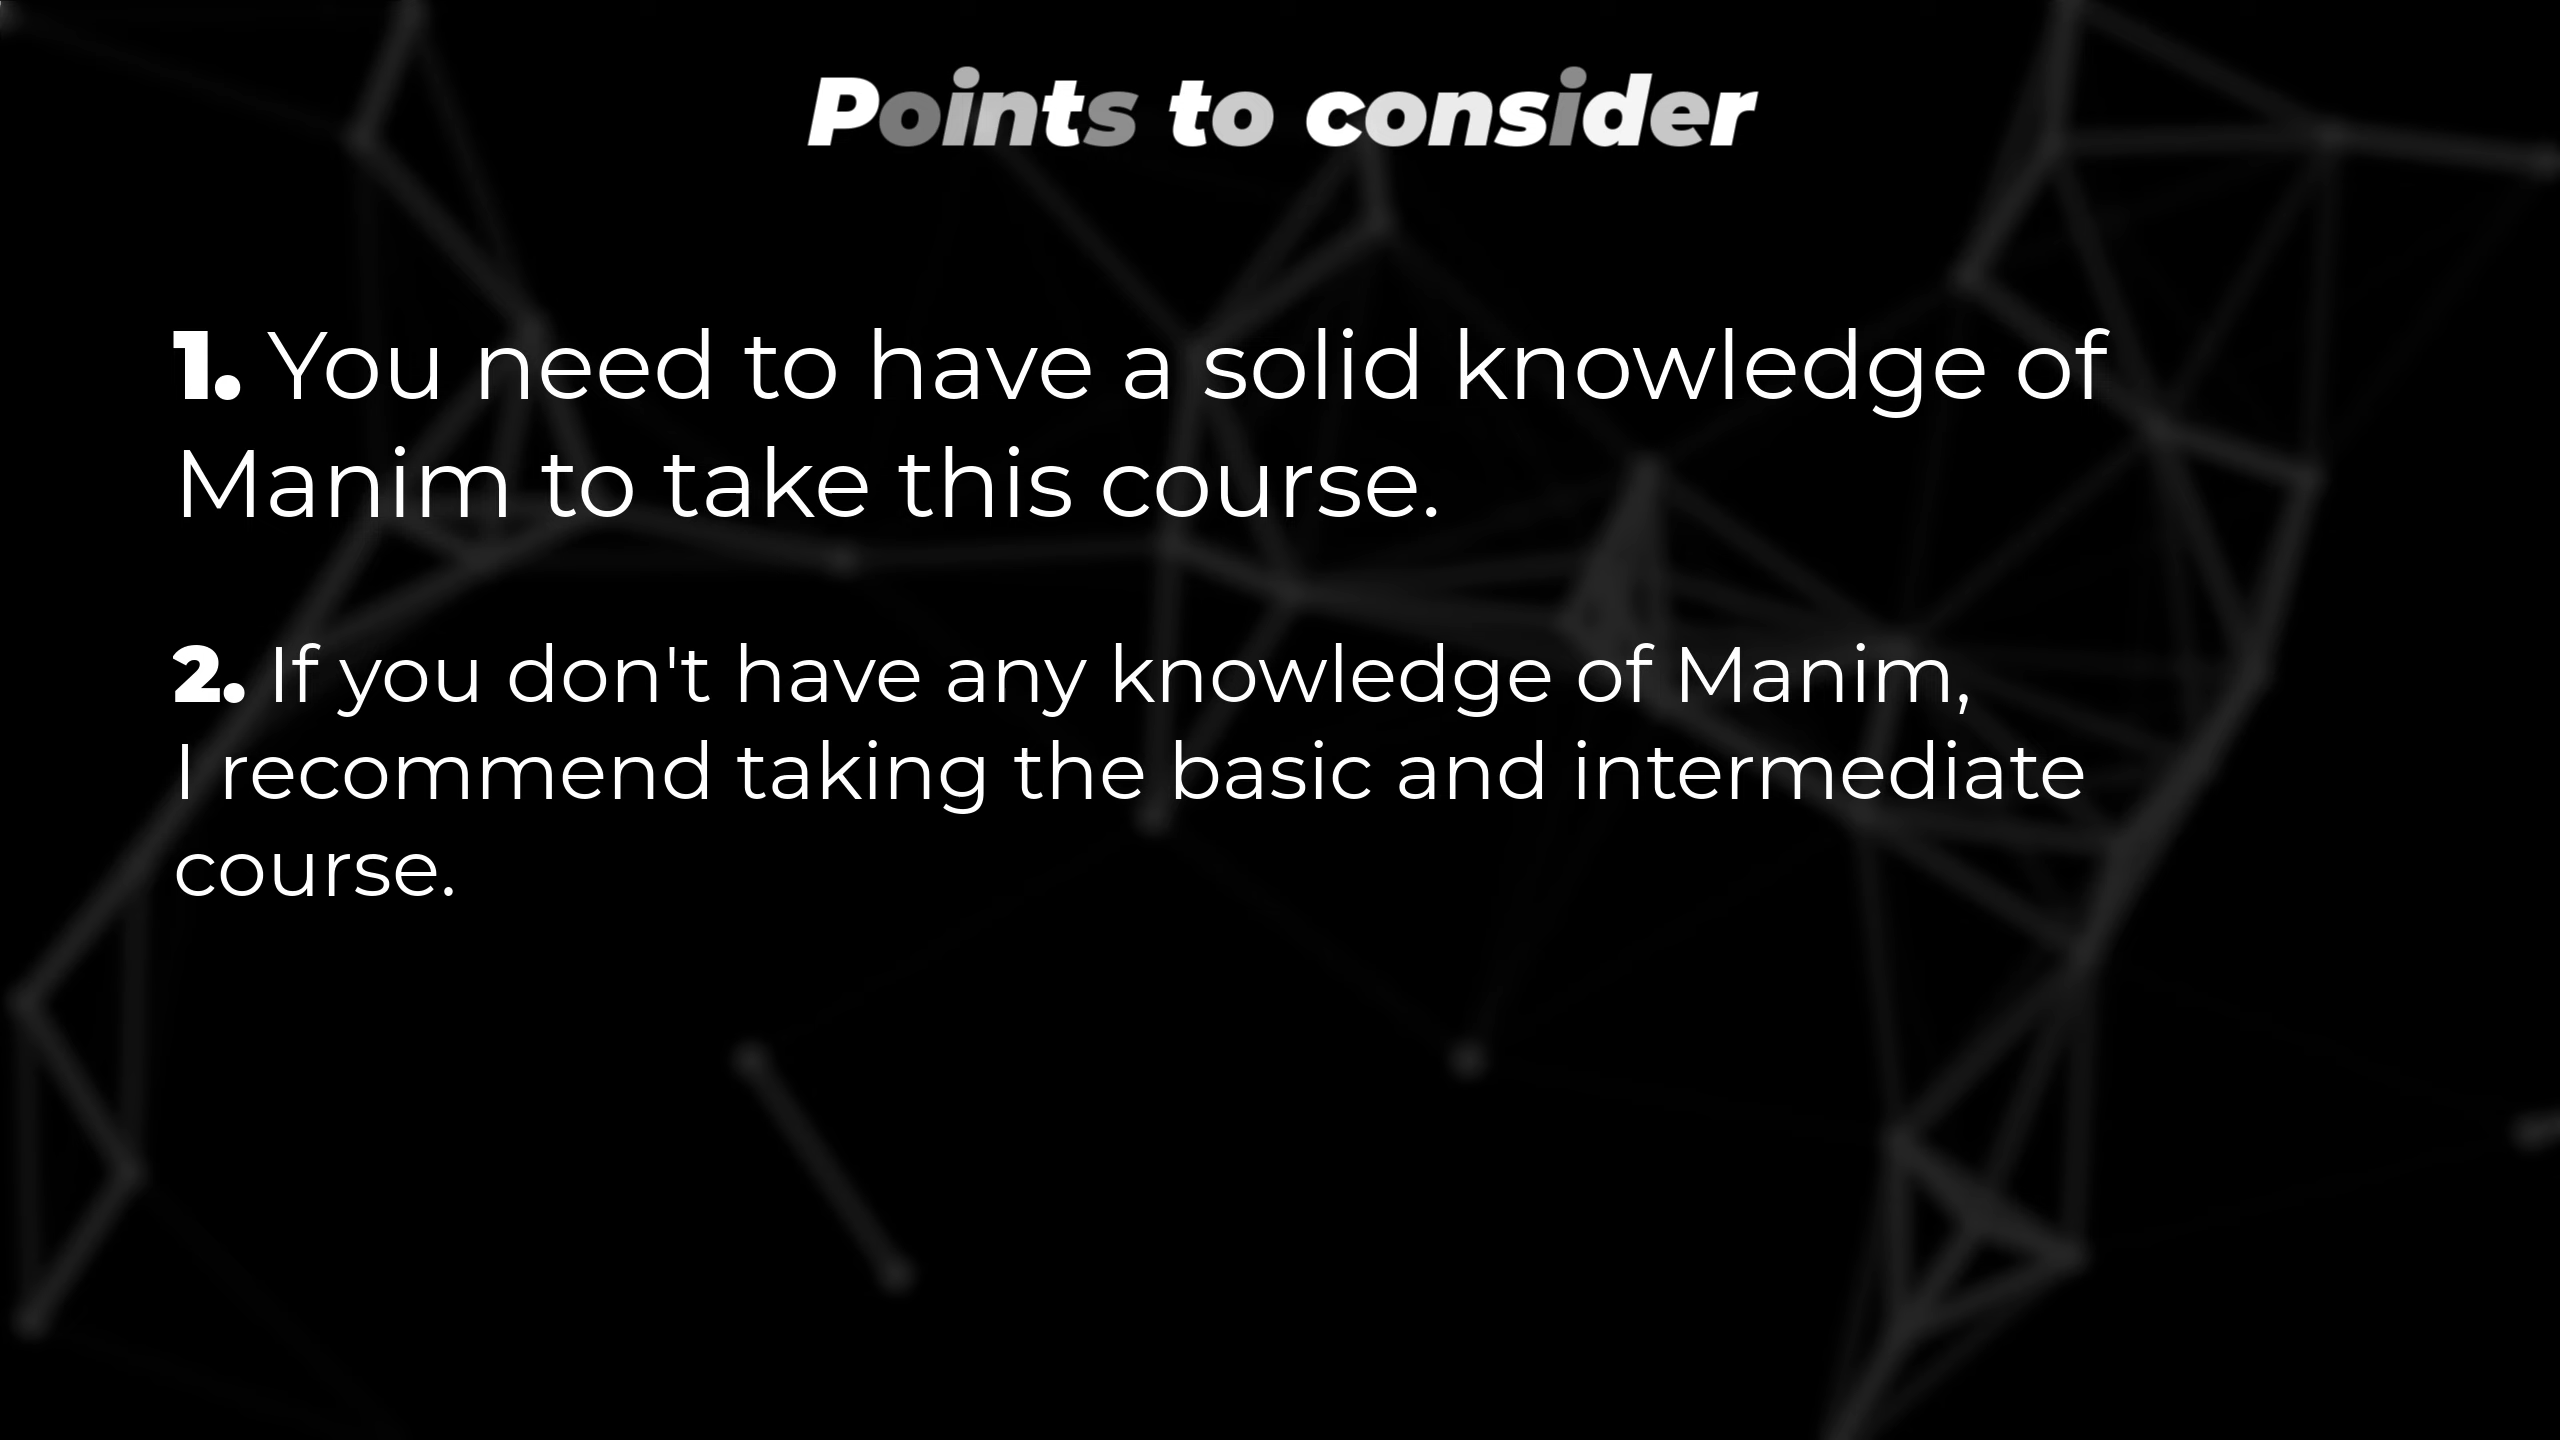 Points to consider
1. You need to have a solid knowledge of
Manim to take this course.
2. If you don't have any knowledge of Manim,
I recommend taking the basic and intermediate
course.